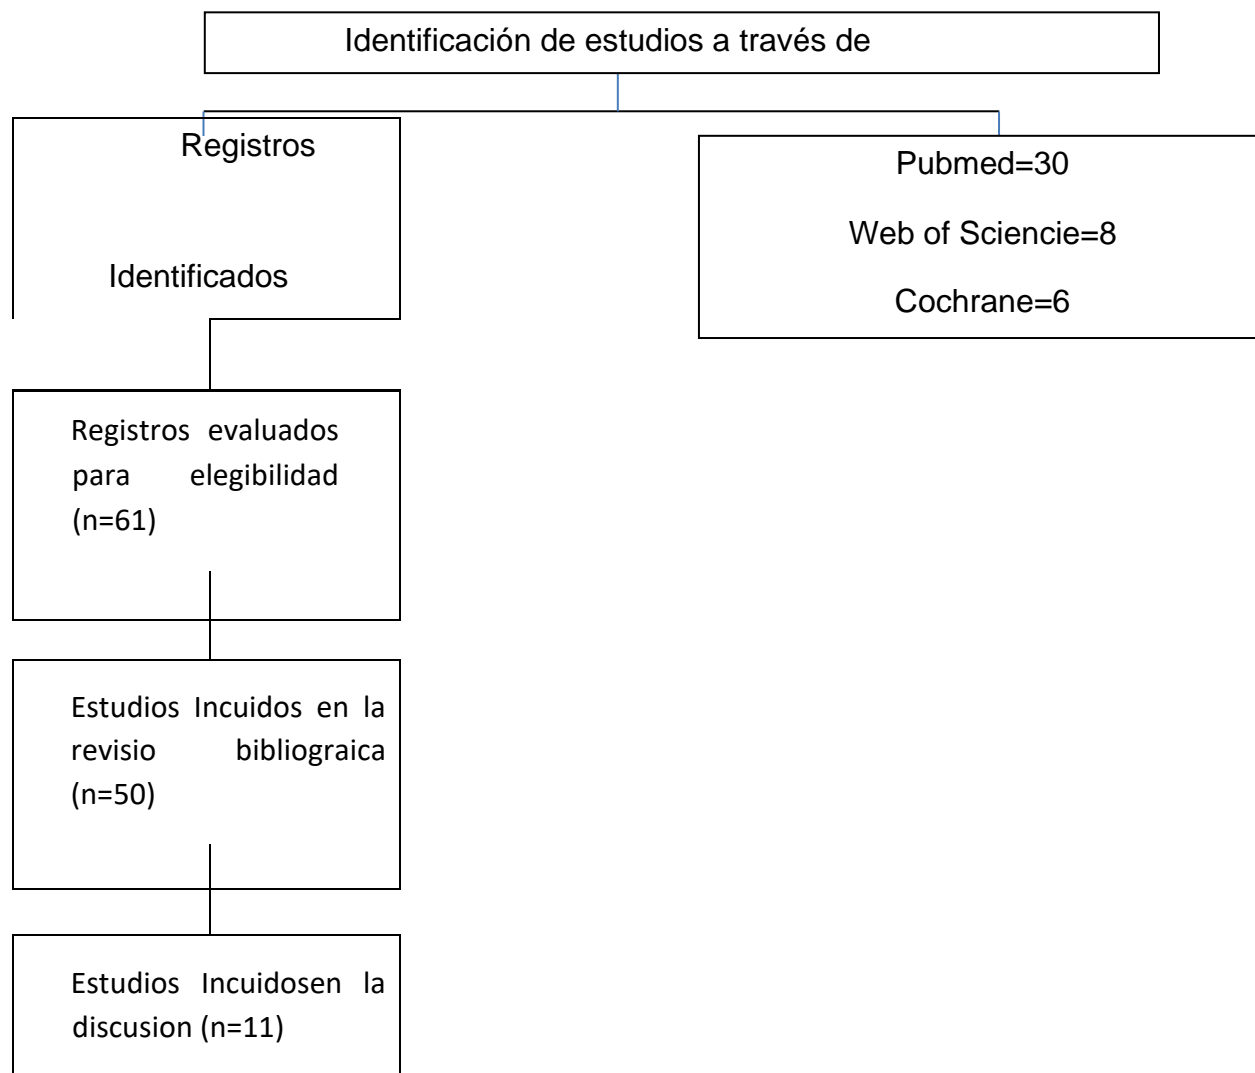 Identificación de estudios a través de
Registros
Identificados
Pubmed=30
Web of Sciencie=8
Cochrane=6
Registros evaluados
para elegibilidad
(n=61)
Estudios Incuidos en la
revisio bibliograica
(n=50)
Estudios Incuidosen la
discusion (n=11)